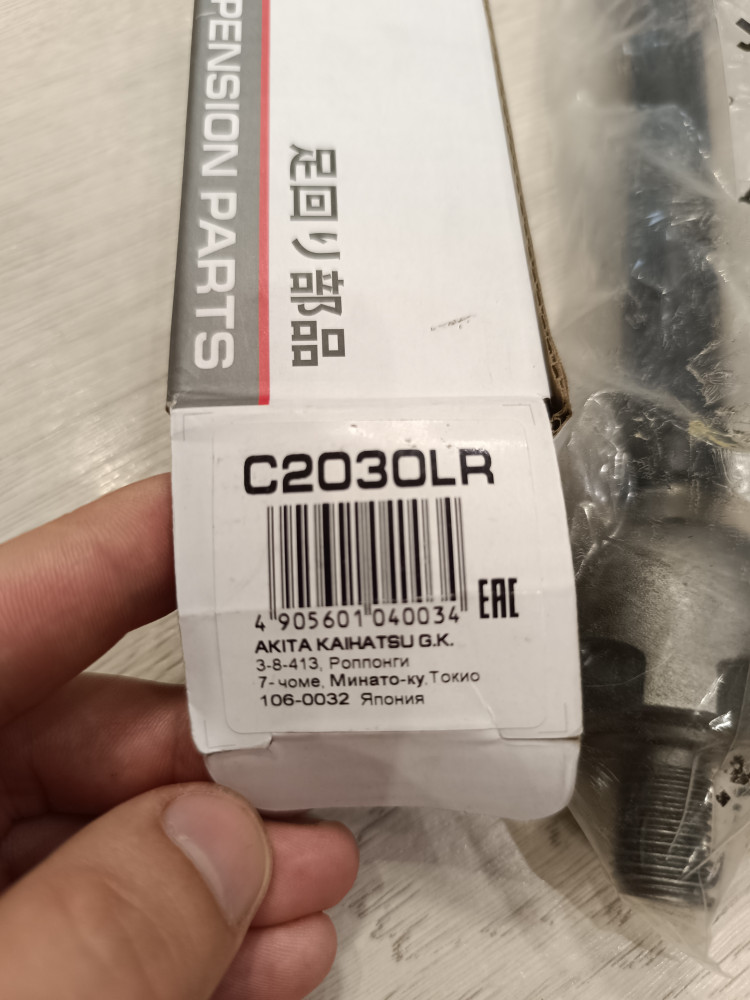 PENSION PARTS
足回り部品
C2030LR
4 905601 040034
EAC
AKITA KAIHATSU G.K.
3-8-413, Роппонги
7- чоме, Минато-ку,Токио
106-0032 Япония